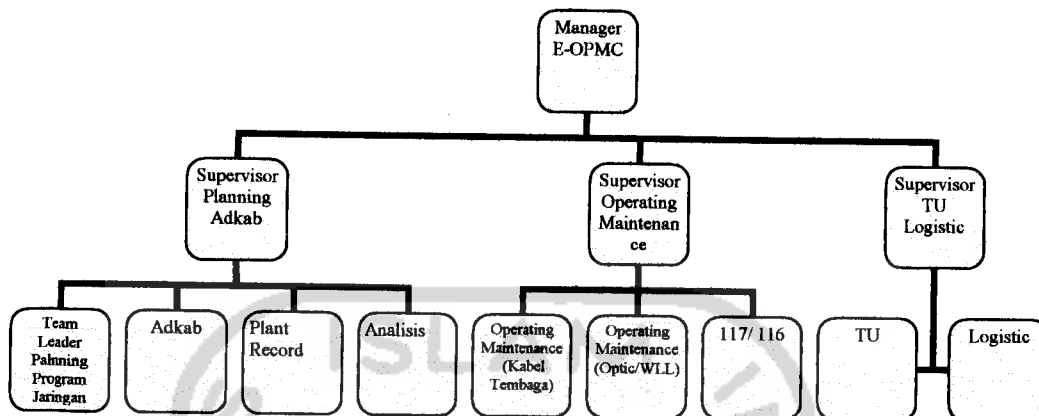 Manager
E-OPMC
Supervisor
Planning
Adkab
Supervisor
Operating
Maintenan
ce
Supervisor
TU
Logistic
Team
Leader
Palnning
Program
Jaringan
Adkab
Plant
Record
Analisis
Operating
Maintenance
(Kabel
Tembaga)
Operating
Maintenance
(Optic/WLL)
117/ 116
TU
Logistic
ISLAM